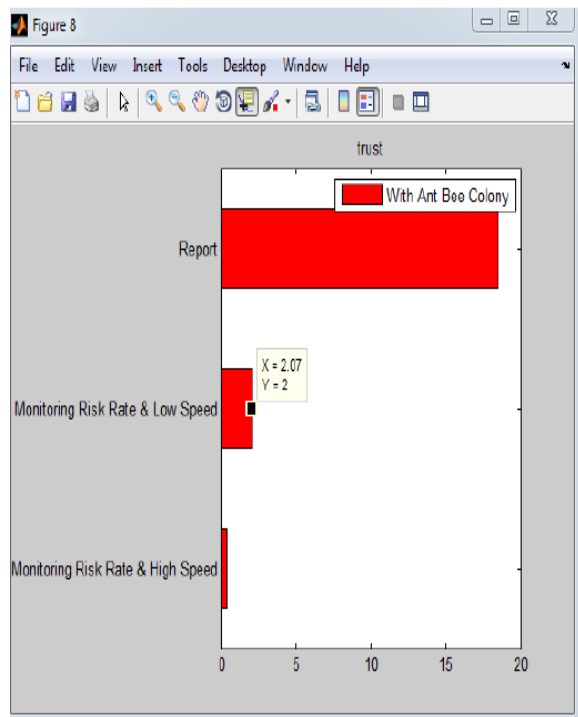 Figure 8
File Edit View Insert Tools Desktop Window Help
trust
With Ant Bee Colony
Report
X = 2.07
Y = 2
Monitoring Risk Rate & Low Speed
Monitoring Risk Rate & High Speed
0 5 10 15 20